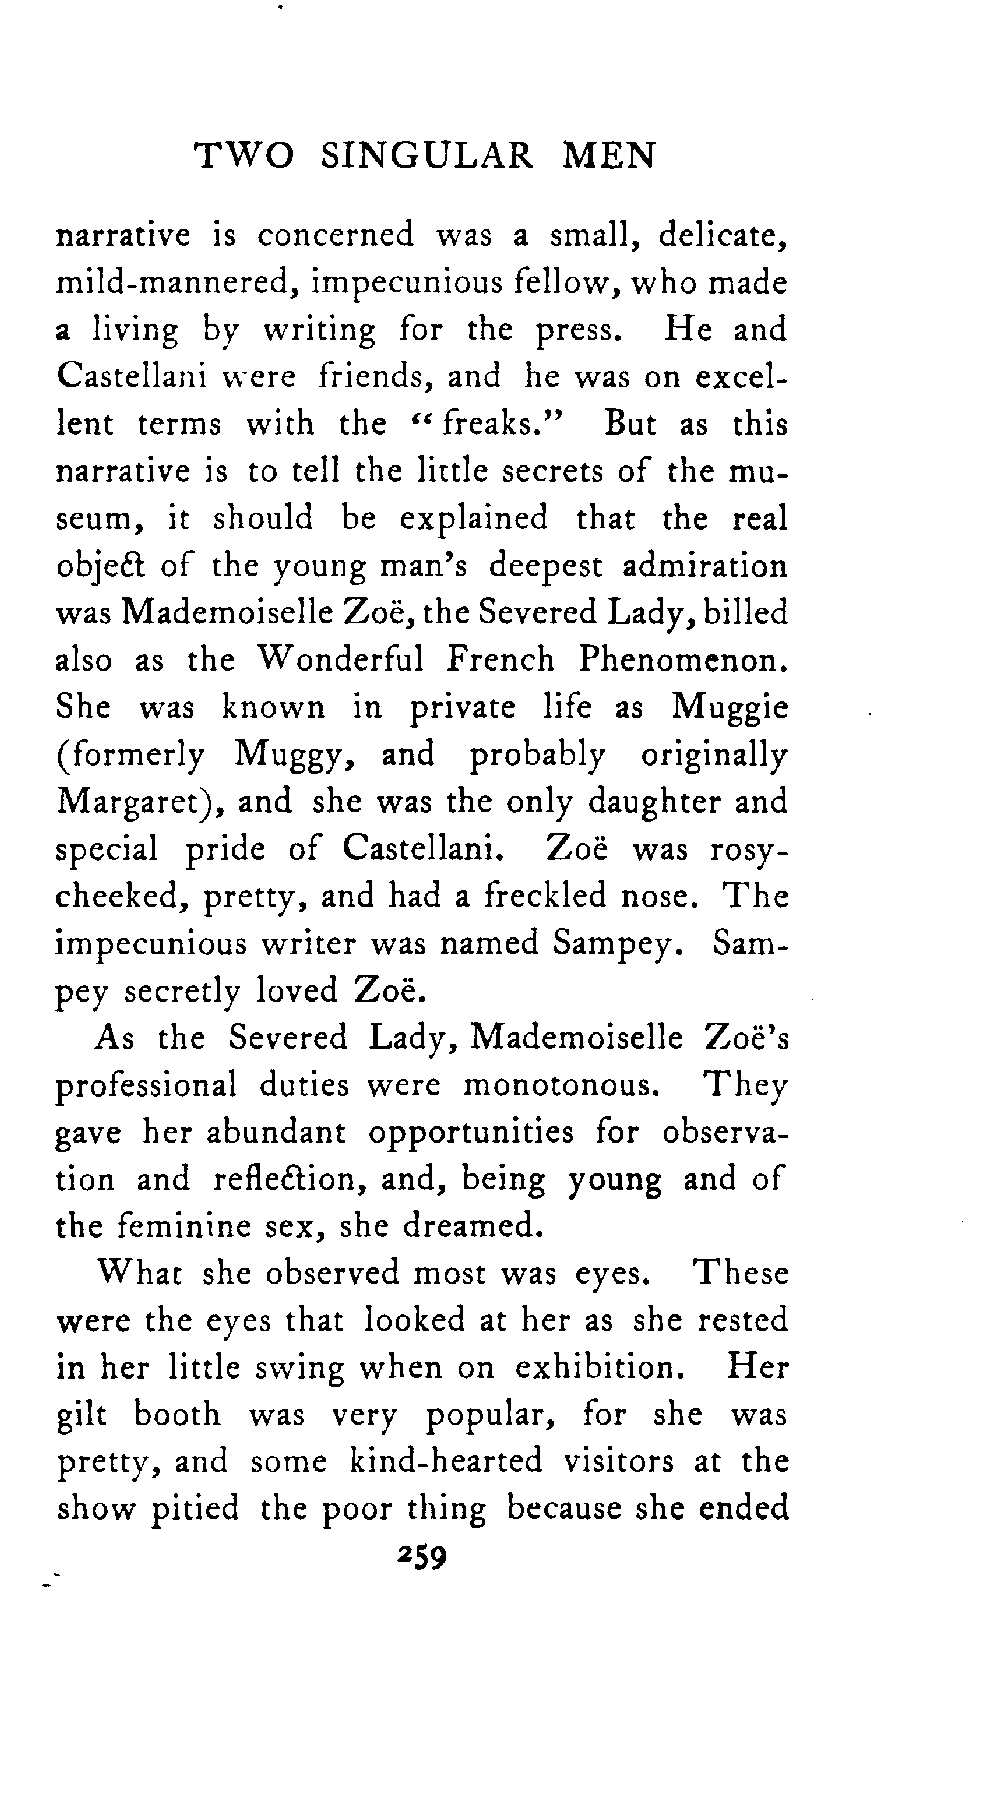 TWO SINGULAR MEN
narrative is concerned was a small, delicate,
mild-mannered, impecunious fellow, who made
a living by writing for the press. He and
Castellani were friends, and he was on excel-
lent terms with the “freaks.” But as this
narrative is to tell the little secrets of the mu-
seum, it should be explained that the real
object of the young man's deepest admiration
was Mademoiselle Zoë, the Severed Lady, billed
also as the Wonderful French Phenomenon.
She was known in private life as Muggie
(formerly Muggy, and probably originally
Margaret), and she was the only daughter and
special pride of Castellani. Zoë was rosy-
cheeked, pretty, and had a freckled nose. The
impecunious writer was named Sampey. Sam-
pey secretly loved Zoë.
As the Severed Lady, Mademoiselle Zoë's
professional duties were monotonous. They
gave her abundant opportunities for observa-
tion and reflection, and, being young and of
the feminine sex, she dreamed.
What she observed most was eyes. These
were the eyes that looked at her as she rested
in her little swing when on exhibition. Her
gilt booth was very popular, for she was
pretty, and some kind-hearted visitors at the
show pitied the poor thing because she ended
259